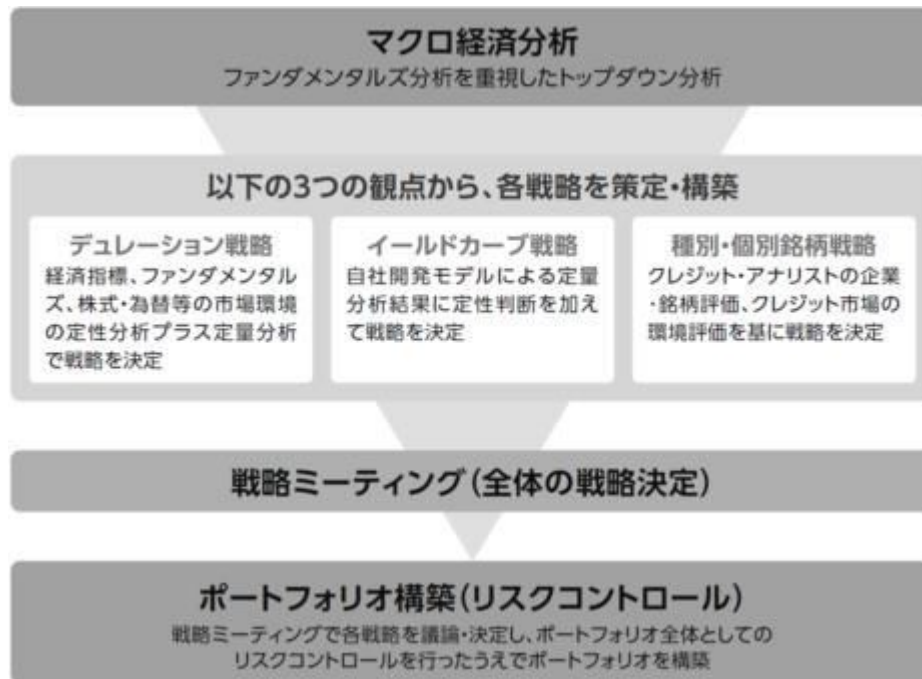 マクロ経済分析
ファンダメンタルズ分析を重視したトップダウン分析
以下の3つの観点から、各戦略を策定・構築
デュレーション戦略
経済指標、ファンダメンタル
ズ、株式・為替等の市場環境
の定性分析プラス定量分析
で戦略を決定
イールドカーブ戦略
自社開発モデルによる定量
分析結果に定性判断を加え
て戦略を決定
種別・個別銘柄戦略
クレジット・アナリストの企業
・銘柄評価、クレジット市場の
環境評価を基に戦略を決定
戦略ミーティング(全体の戦略決定)
ポートフォリオ構築(リスクコントロール)
戦略ミーティングで各戦略を議論・決定し、ポートフォリオ全体としての
リスクコントロールを行ったうえでポートフォリオを構築